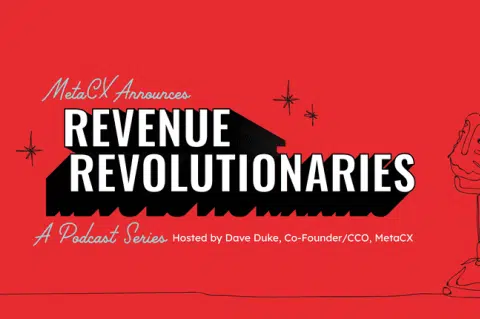 MetaCX Announces
REVENUE
REVOLUTIONARIES
A Podcast Series Hosted by Dave Duke, Co-Founder/CCO, MetaCX